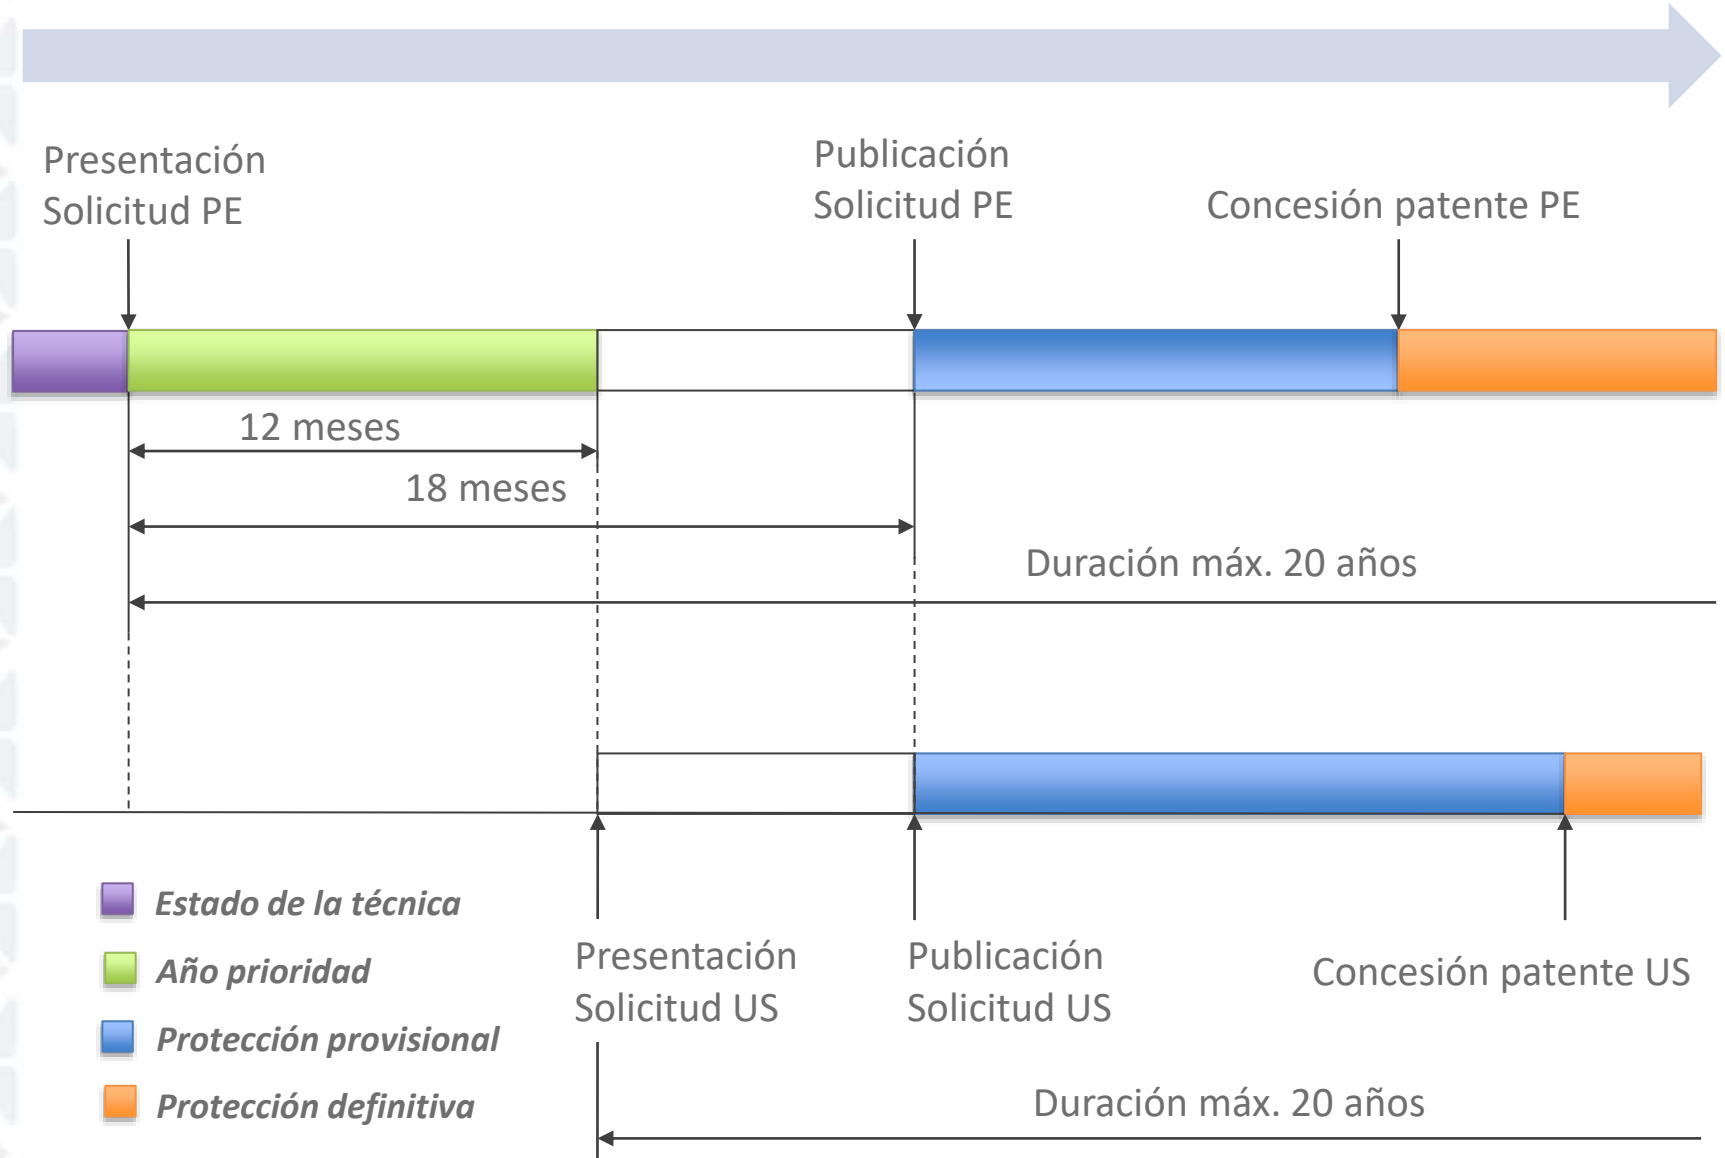 Presentación
Solicitud PE
Publicación
Solicitud PE
Concesión patente PE
12 meses
18 meses
Duración máx. 20 años
Estado de la técnica
Año prioridad
Protección provisional
Protección definitiva
Presentación
Solicitud US
Publicación
Solicitud US
Concesión patente US
Duración máx. 20 años